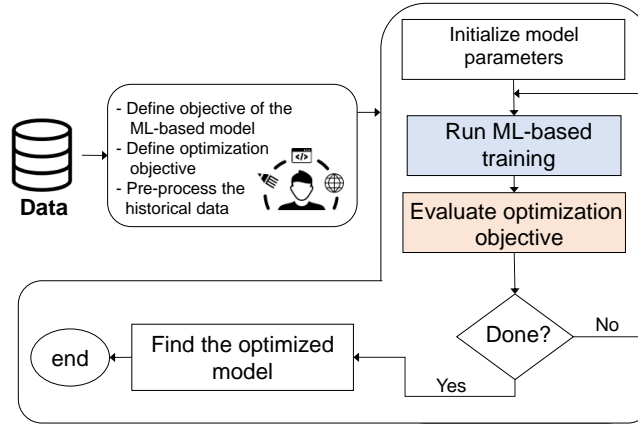 Initialize model
parameters
- Define objective of the
ML-based model
- Define optimization
objective
- Pre-process the
historical data
</>
Data
Run ML-based
training
Evaluate optimization
objective
Done?
No
Yes
Find the optimized
model
end